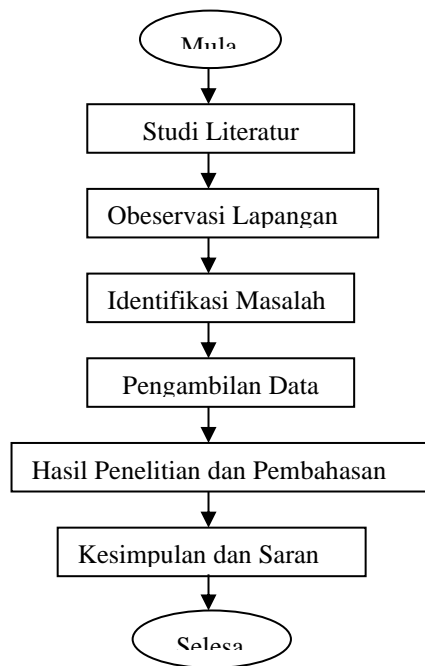 Mula
Studi Literatur
Obeservasi Lapangan
Identifikasi Masalah
Pengambilan Data
Hasil Penelitian dan Pembahasan
Kesimpulan dan Saran
Selesa